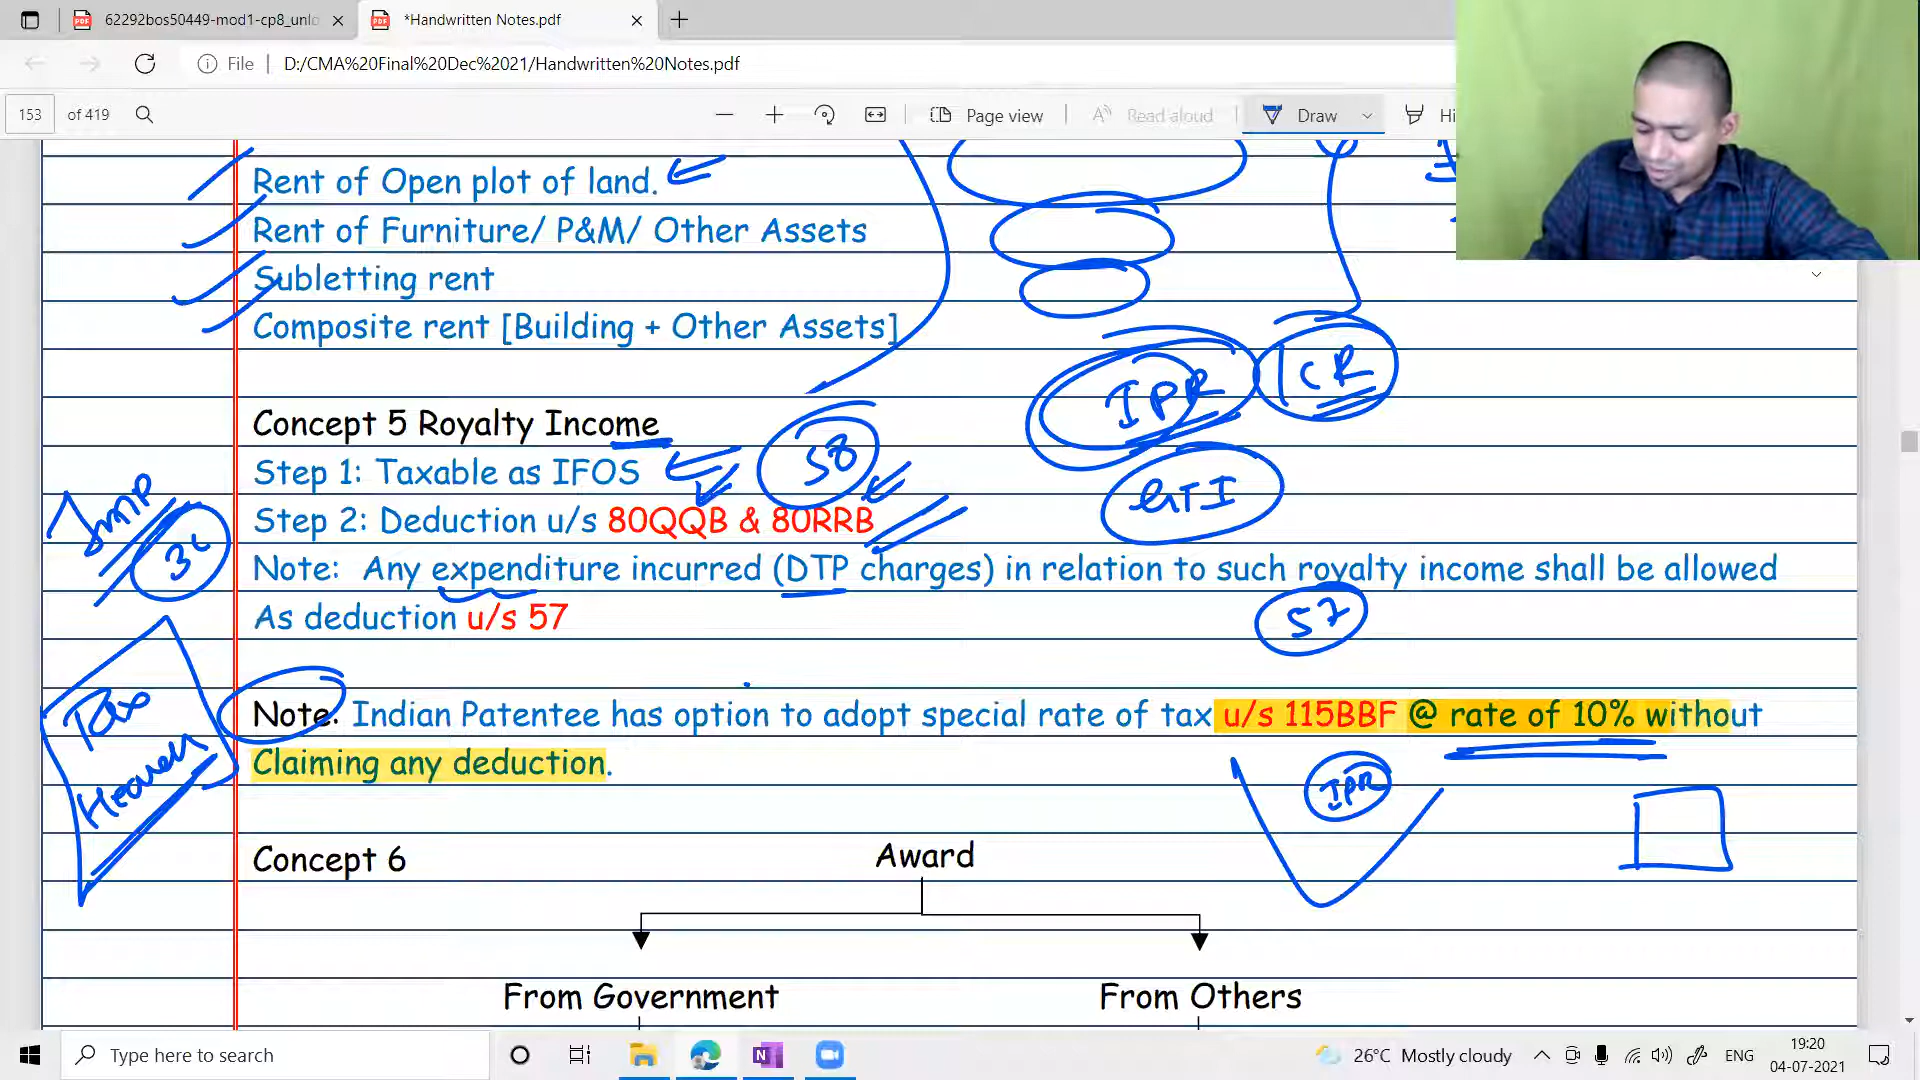 62292bos50449-mod1-cp8_unlo
*Handwritten Notes.pdf
File
D:/CMA%20Final%20Dec%2021/Handwritten%20Notes.pdf
153 of 419
Page view
Read aloud
Draw
Hi
Rent of Open plot of land.
Rent of Furniture/ P&M/ Other Assets
Subletting rent
Composite rent [Building + Other Assets]
IPR
CR
Concept 5 Royalty Income
Step 1: Taxable as IFOS
58
GTI
Step 2: Deduction u/s 80QQB & 80RRB
Imp
Note: Any expenditure incurred (DTP charges) in relation to such royalty income shall be allowed
As deduction u/s 57
57
Note: Indian Patentee has option to adopt special rate of tax u/s 115BBF @ rate of 10% without
Claiming any deduction.
Tax
Heaven
IPR
Concept 6
Award
From Government
From Others
Type here to search
26°C Mostly cloudy
ENG
19:20
04-07-2021